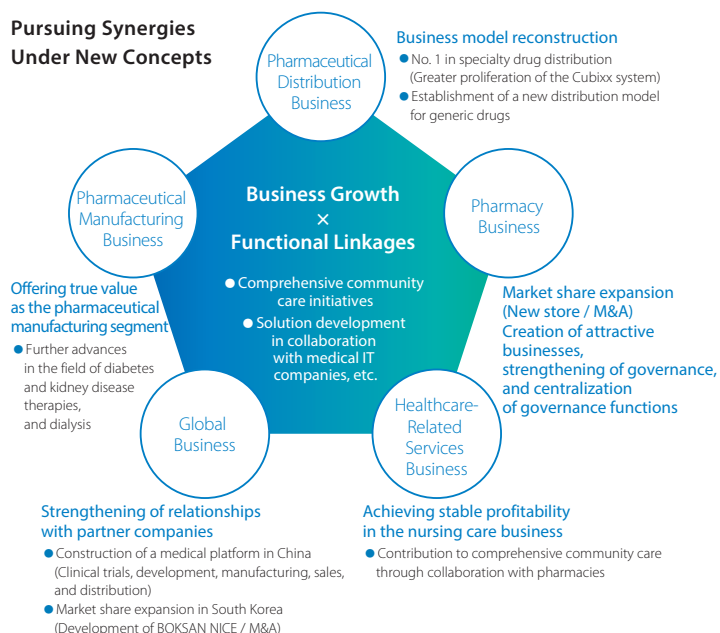 Pursuing Synergies
Under New Concepts
Pharmaceutical
Distribution
Business
Business model reconstruction
● No. 1 in specialty drug distribution
(Greater proliferation of the Cubixx system)
● Establishment of a new distribution model
for generic drugs
Pharmaceutical
Manufacturing
Business
Business Growth
×
Functional Linkages
● Comprehensive community
care initiatives
● Solution development
in collaboration
with medical IT
companies, etc.
Pharmacy
Business
Offering true value
as the pharmaceutical
manufacturing segment
● Further advances
in the field of diabetes
and kidney disease
therapies,
and dialysis
Market share expansion
(New store / M&A)
Creation of attractive
businesses,
strengthening of governance,
and centralization
of governance functions
Global
Business
Healthcare-
Related
Services
Business
Strengthening of relationships
with partner companies
● Construction of a medical platform in China
(Clinical trials, development, manufacturing, sales,
and distribution)
● Market share expansion in South Korea
(Development of BOKSAN NICE / M&A)
Achieving stable profitability
in the nursing care business
● Contribution to comprehensive community care
through collaboration with pharmacies